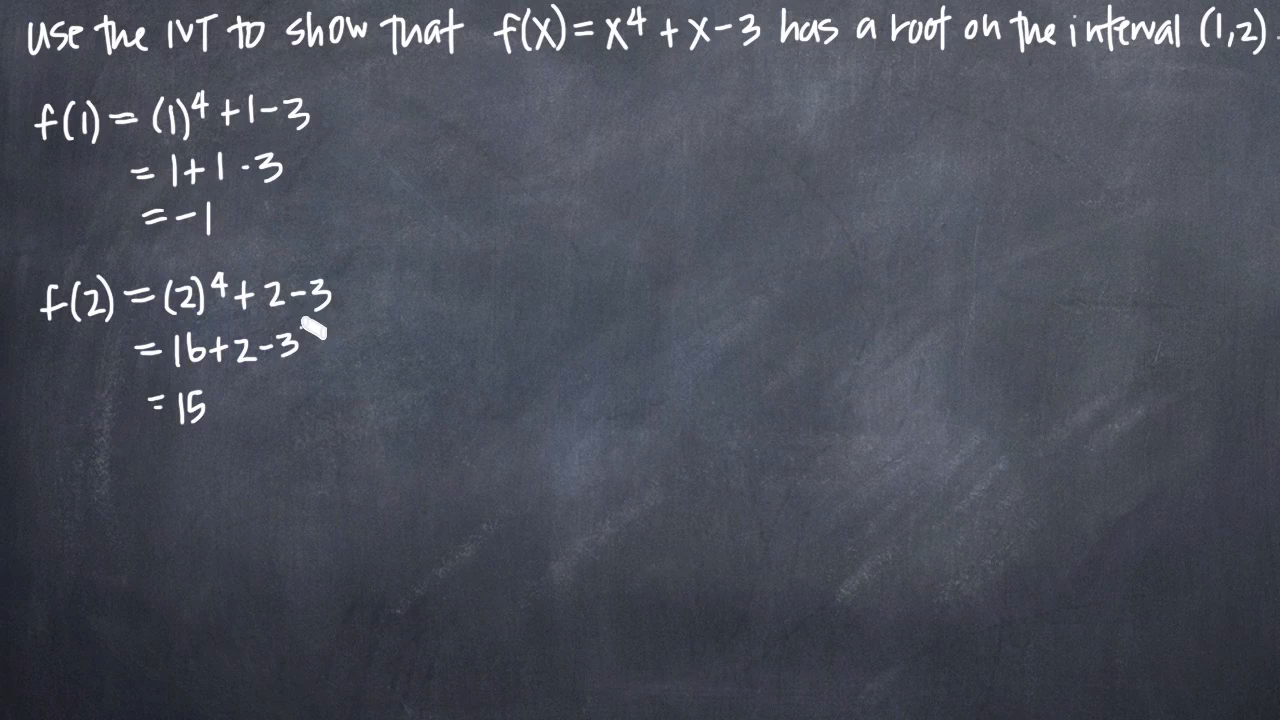 use the IVT to show that f(x) = x⁴ + x - 3 has a root on the interval (1,2).
f(1) = (1)⁴ + 1 - 3
= 1 + 1 - 3
= -1
f(2) = (2)⁴ + 2 - 3
= 16 + 2 - 3
= 15